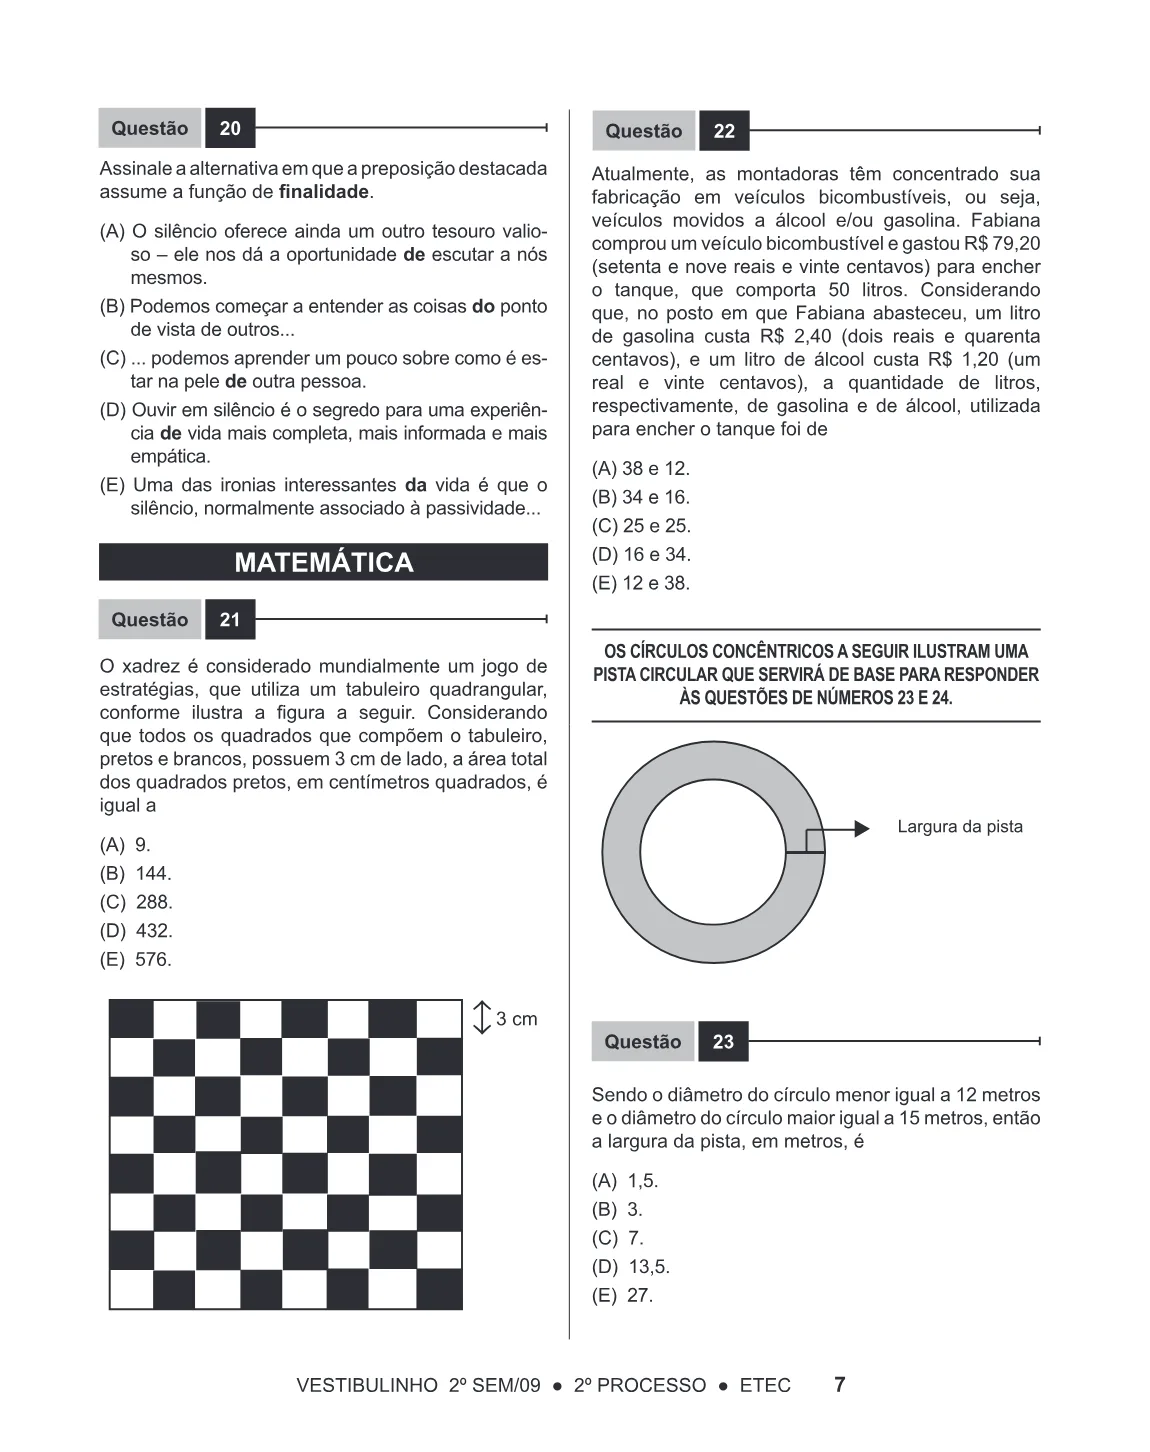 Questão 20
Assinale a alternativa em que a preposição destacada
assume a função de finalidade.
(A) O silêncio oferece ainda um outro tesouro valio-
so – ele nos dá a oportunidade de escutar a nós
mesmos.
(B) Podemos começar a entender as coisas do ponto
de vista de outros...
(C) ... podemos aprender um pouco sobre como é es-
tar na pele de outra pessoa.
(D) Ouvir em silêncio é o segredo para uma experiên-
cia de vida mais completa, mais informada e mais
empática.
(E) Uma das ironias interessantes da vida é que o
silêncio, normalmente associado à passividade...
MATEMÁTICA
Questão 21
O xadrez é considerado mundialmente um jogo de
estratégias, que utiliza um tabuleiro quadrangular,
conforme ilustra a figura a seguir. Considerando
que todos os quadrados que compõem o tabuleiro,
pretos e brancos, possuem 3 cm de lado, a área total
dos quadrados pretos, em centímetros quadrados, é
igual a
(A) 9.
(B) 144.
(C) 288.
(D) 432.
(E) 576.
3 cm
Questão 22
Atualmente, as montadoras têm concentrado sua
fabricação em veículos bicombustíveis, ou seja,
veículos movidos a álcool e/ou gasolina. Fabiana
comprou um veículo bicombustível e gastou R$ 79,20
(setenta e nove reais e vinte centavos) para encher
o tanque, que comporta 50 litros. Considerando
que, no posto em que Fabiana abasteceu, um litro
de gasolina custa R$ 2,40 (dois reais e quarenta
centavos), e um litro de álcool custa R$ 1,20 (um
real e vinte centavos), a quantidade de litros,
respectivamente, de gasolina e de álcool, utilizada
para encher o tanque foi de
(A) 38 e 12.
(B) 34 e 16.
(C) 25 e 25.
(D) 16 e 34.
(E) 12 e 38.
OS CÍRCULOS CONCÊNTRICOS A SEGUIR ILUSTRAM UMA
PISTA CIRCULAR QUE SERVIRÁ DE BASE PARA RESPONDER
ÀS QUESTÕES DE NÚMEROS 23 E 24.
Largura da pista
Questão 23
Sendo o diâmetro do círculo menor igual a 12 metros
e o diâmetro do círculo maior igual a 15 metros, então
a largura da pista, em metros, é
(A) 1,5.
(B) 3.
(C) 7.
(D) 13,5.
(E) 27.
VESTIBULINHO 2º SEM/09 ● 2º PROCESSO ● ETEC 7